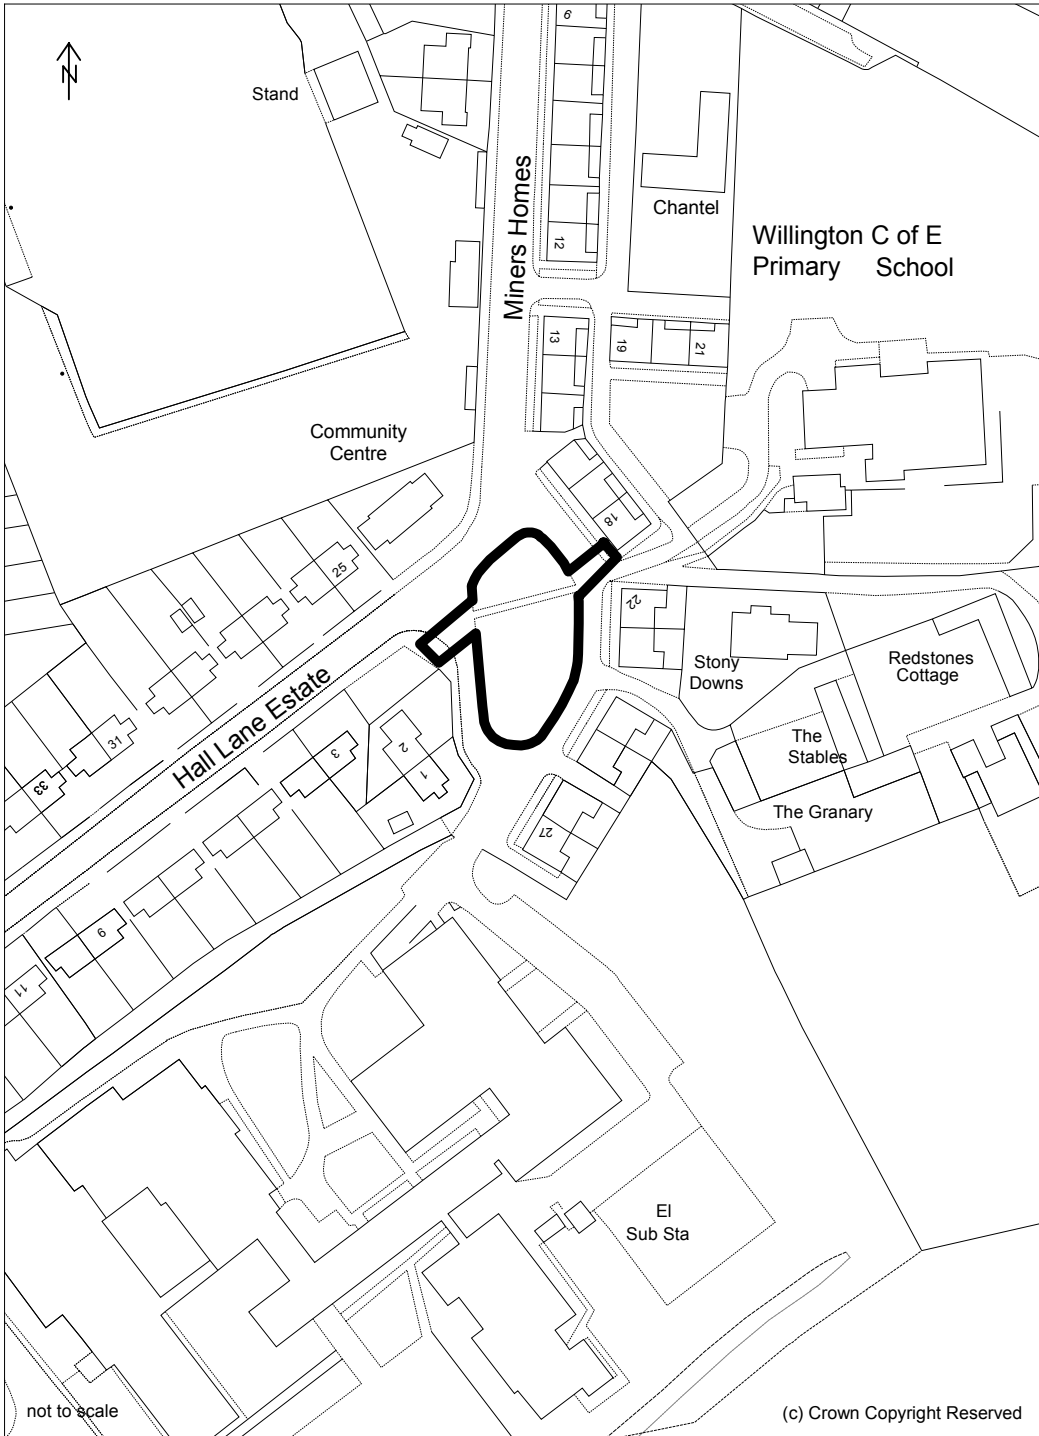 N
Stand
6
Miners Homes
Chantel
12
Willington C of E
Primary School
13
19
21
Community
Centre
18
25
22
Stony
Downs
Redstones
Cottage
Hall Lane Estate
31
3
2
1
The
Stables
33
The Granary
27
9
11
El
Sub Sta
not to scale
(c) Crown Copyright Reserved